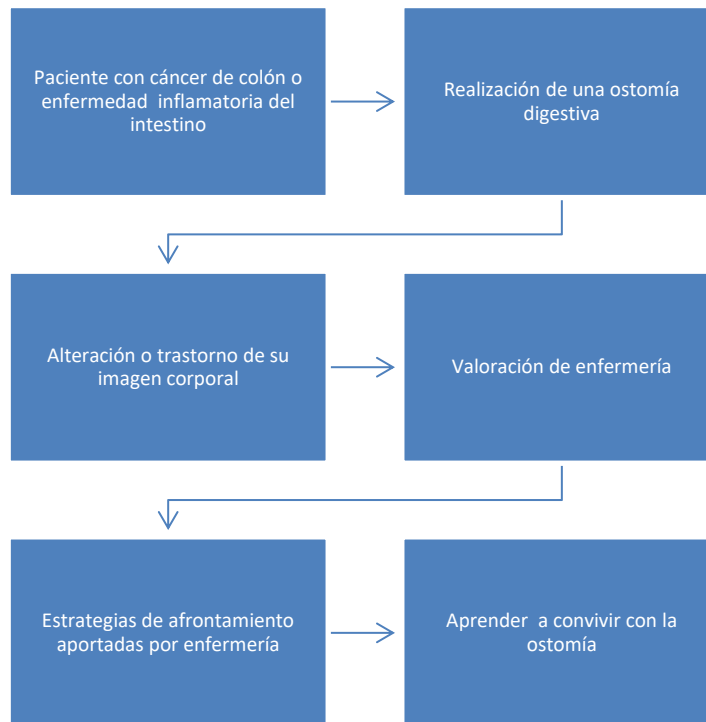 Paciente con cáncer de colón o
enfermedad inflamatoria del
intestino
Realización de una ostomía
digestiva
Alteración o trastorno de su
imagen corporal
Valoración de enfermería
Estrategias de afrontamiento
aportadas por enfermería
Aprender a convivir con la
ostomía